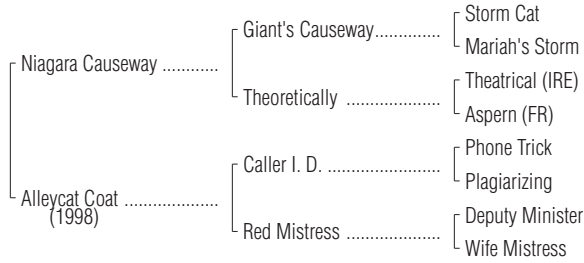 Storm Cat
Giant's Causeway..............
Mariah's Storm
Niagara Causeway ............
Theatrical (IRE)
Theoretically ....................
Aspern (FR)
Phone Trick
Caller I. D. ........................
Plagiarizing
Alleycat Coat ....................
(1998)
Deputy Minister
Red Mistress ....................
Wife Mistress